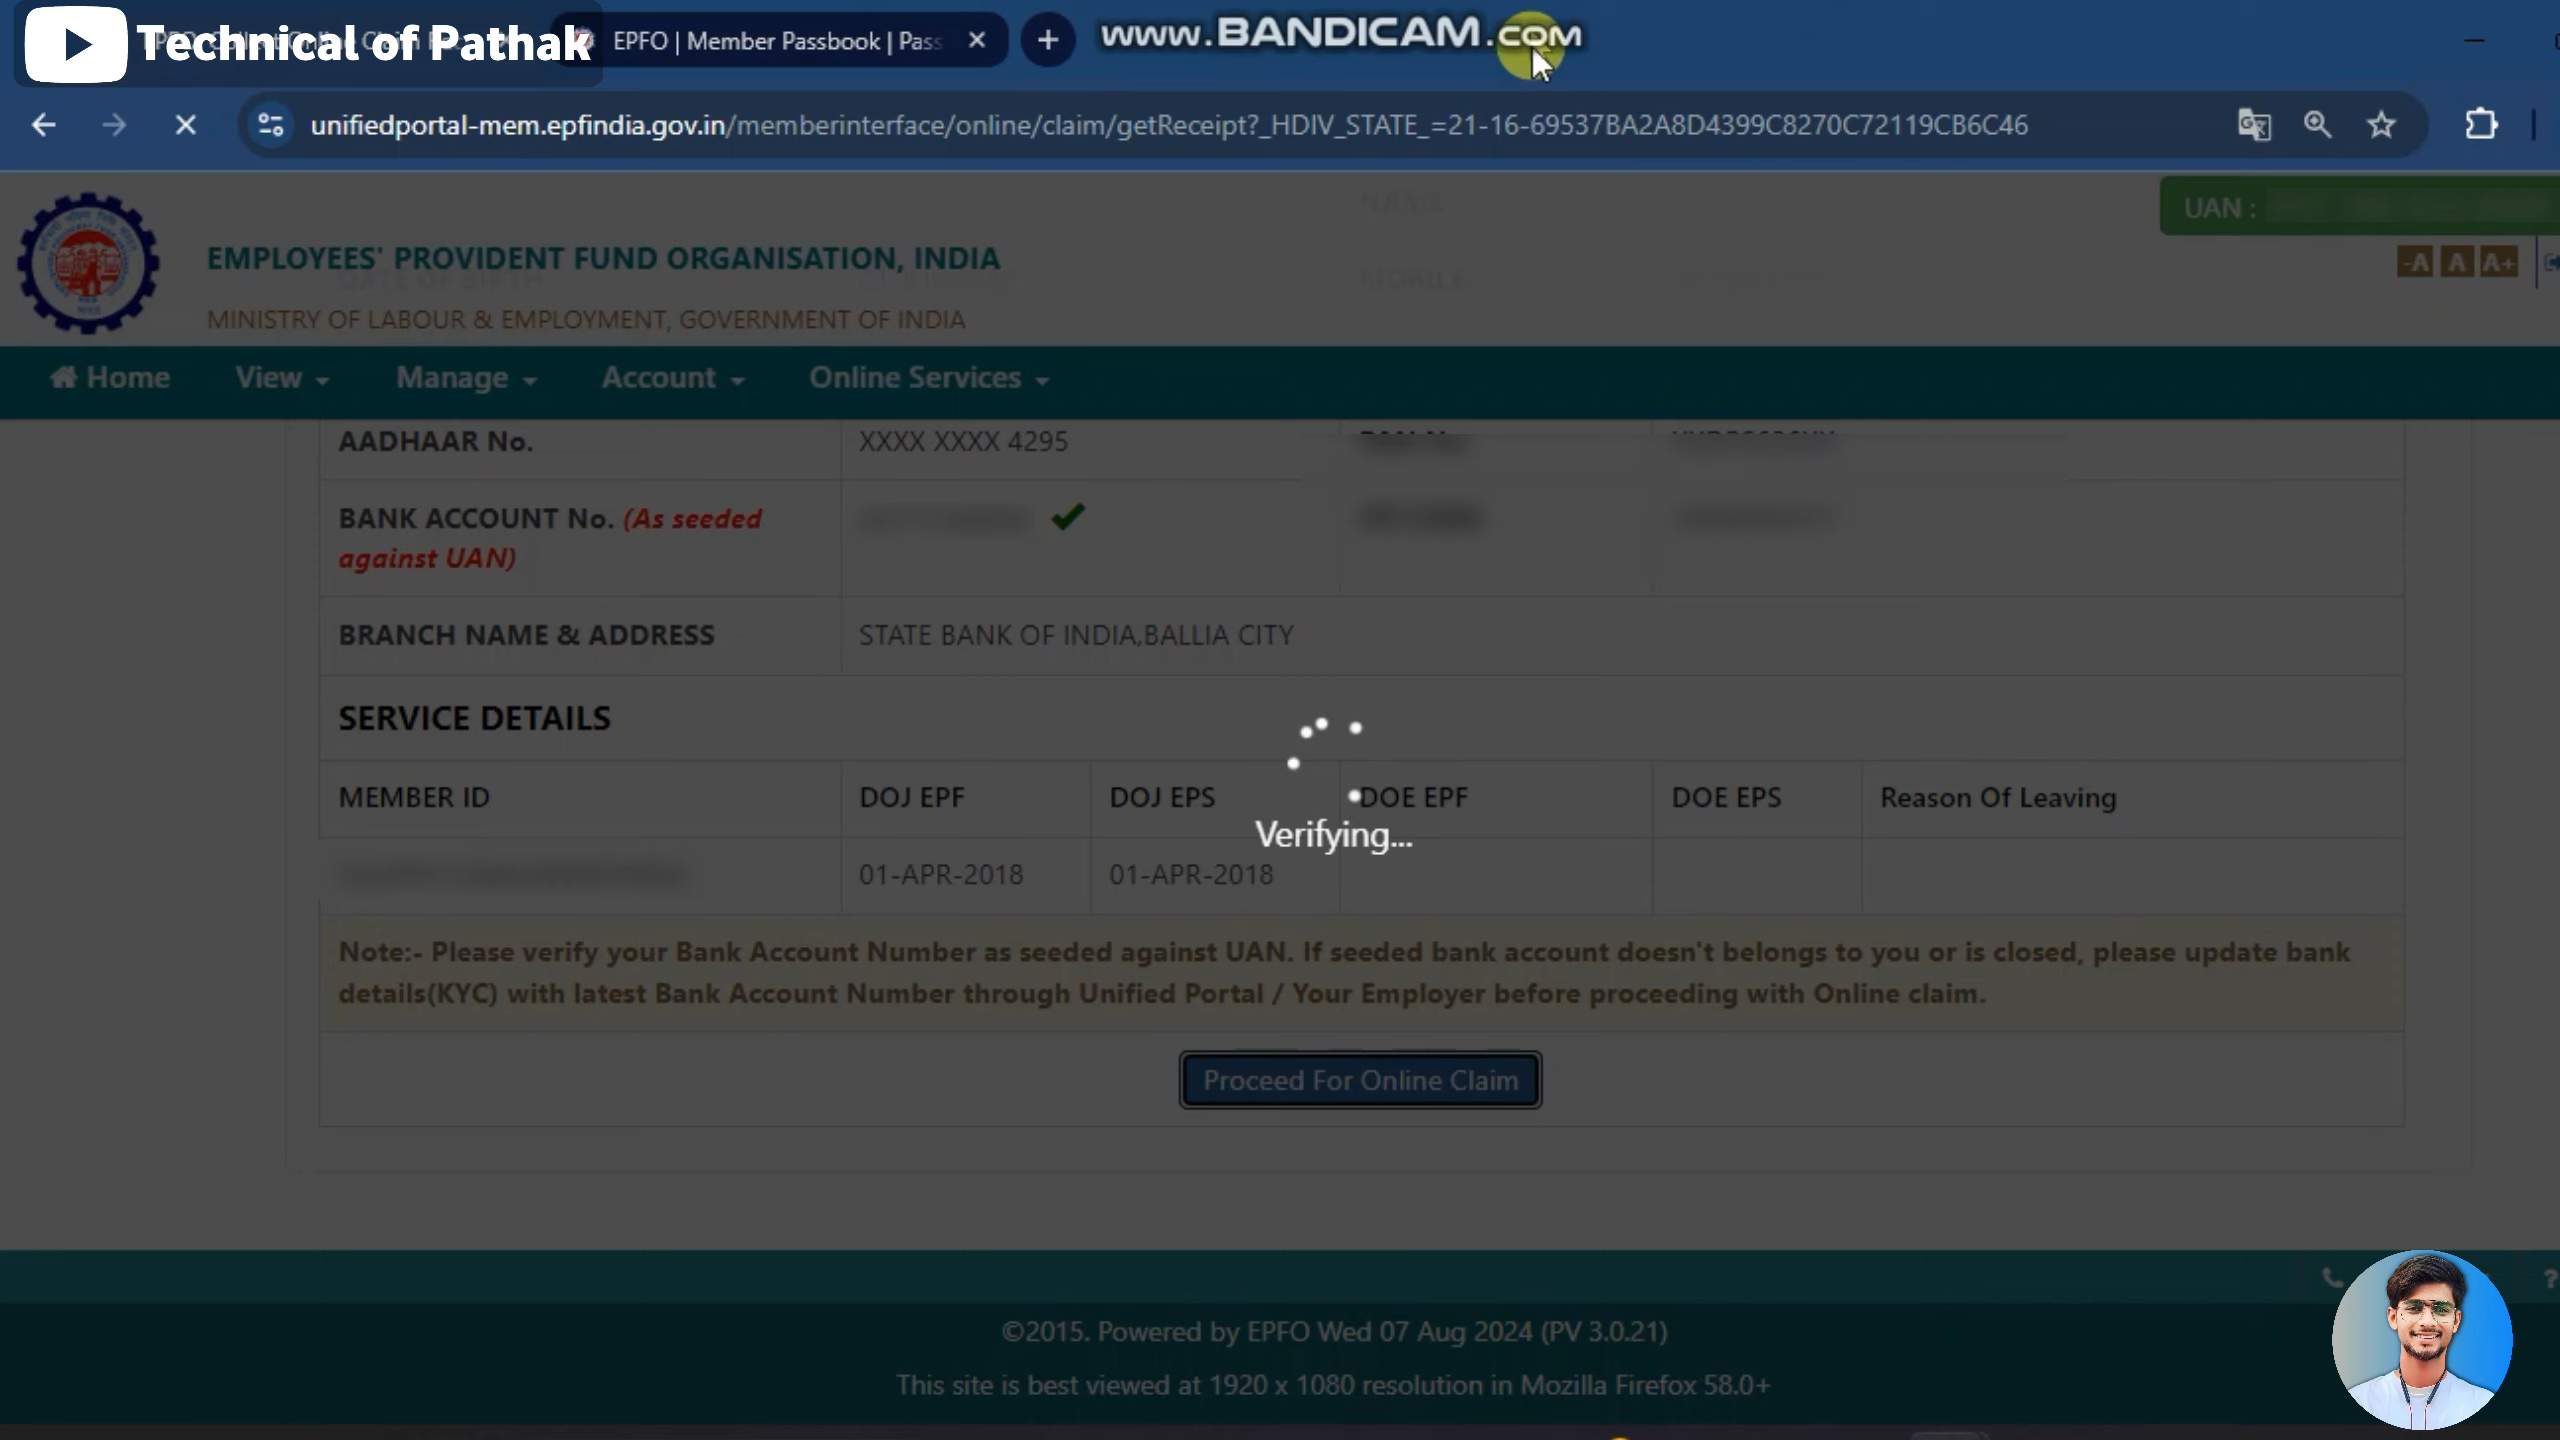 Technical of Pathak
EPFO | Member Passbook | Pass
www.BANDICAM.com
unifiedportal-mem.epfindia.gov.in/memberinterface/online/claim/getReceipt?_HDIV_STATE_=21-16-69537BA2A8D4399C8270C72119CB6C46
NAME
UAN :
EMPLOYEES' PROVIDENT FUND ORGANISATION, INDIA
-A A A+
DATE OF BIRTH
MOBILE
MINISTRY OF LABOUR & EMPLOYMENT, GOVERNMENT OF INDIA
Home View Manage Account Online Services
AADHAAR No. XXXX XXXX 4295
BANK ACCOUNT No. (As seeded
against UAN)
BRANCH NAME & ADDRESS STATE BANK OF INDIA,BALLIA CITY
SERVICE DETAILS
MEMBER ID DOJ EPF DOJ EPS DOE EPF DOE EPS Reason Of Leaving
Verifying...
01-APR-2018 01-APR-2018
Note:- Please verify your Bank Account Number as seeded against UAN. If seeded bank account doesn't belongs to you or is closed, please update bank
details(KYC) with latest Bank Account Number through Unified Portal / Your Employer before proceeding with Online claim.
Proceed For Online Claim
©2015. Powered by EPFO Wed 07 Aug 2024 (PV 3.0.21)
This site is best viewed at 1920 x 1080 resolution in Mozilla Firefox 58.0+